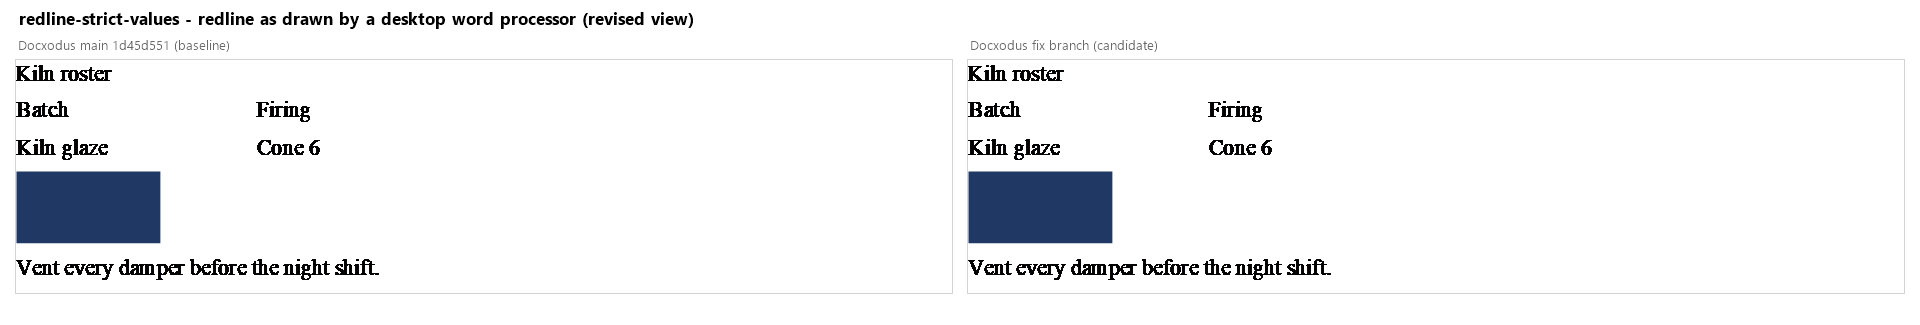 redline-strict-values - redline as drawn by a desktop word processor (revised view)
Docxodus main 1d45d551 (baseline)
Kiln roster
Batch Firing
Kiln glaze Cone 6
Vent every damper before the night shift.
Docxodus fix branch (candidate)
Kiln roster
Batch Firing
Kiln glaze Cone 6
Vent every damper before the night shift.